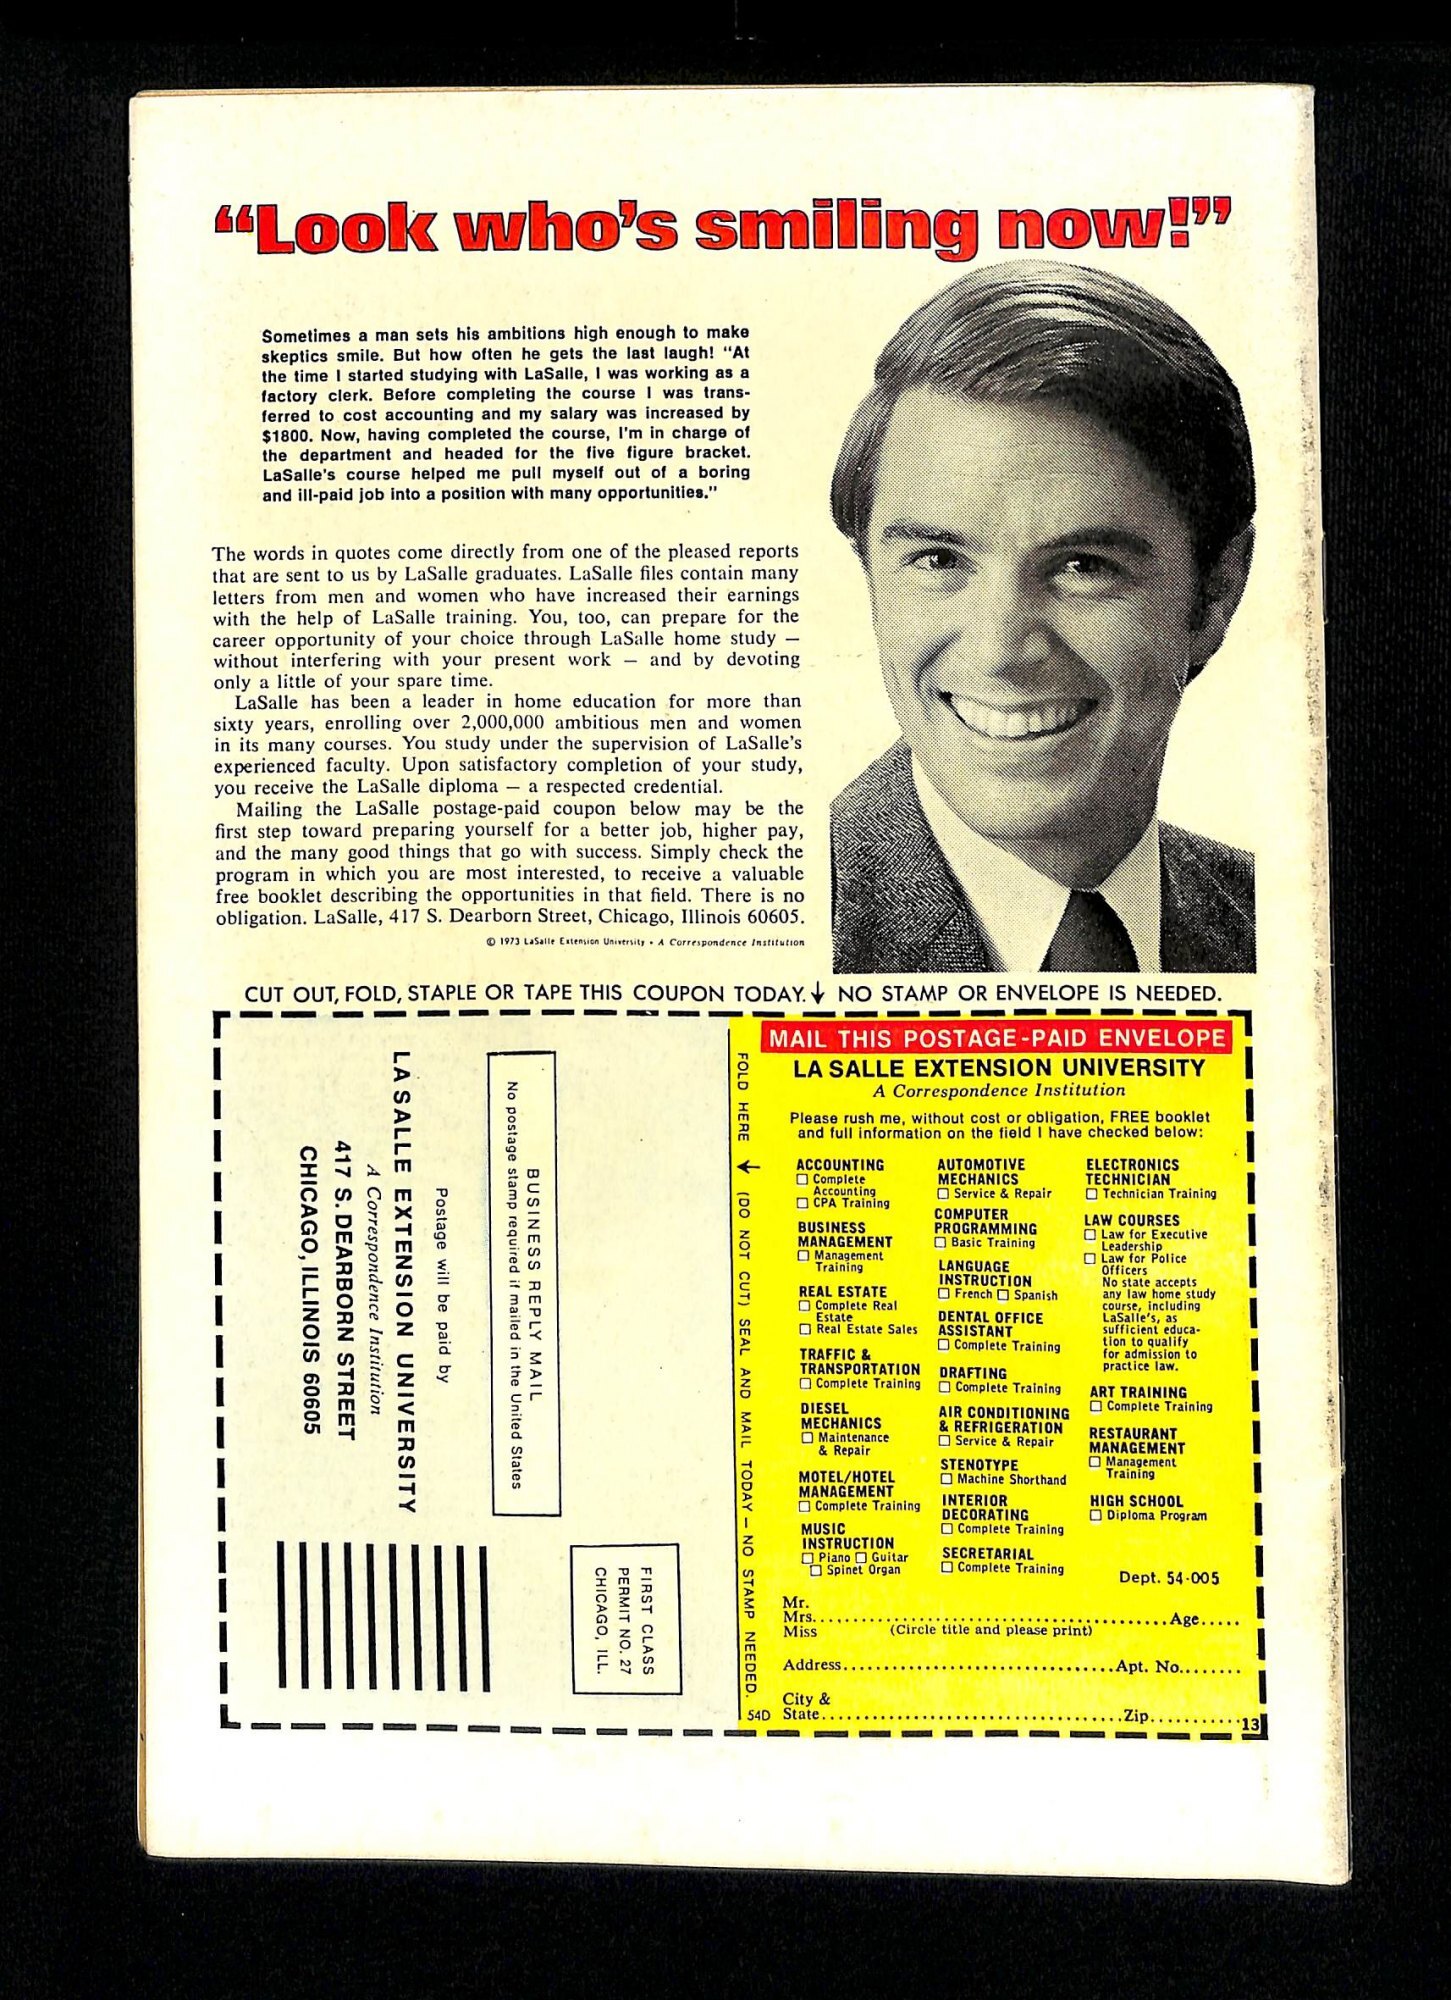 “Look who’s smiling now!”
Sometimes a man sets his ambitions high enough to make
skeptics smile. But how often he gets the last laugh! “At
the time I started studying with LaSalle, I was working as a
factory clerk. Before completing the course I was trans-
ferred to cost accounting and my salary was increased by
$1800. Now, having completed the course, I’m in charge of
the department and headed for the five figure bracket.
LaSalle’s course helped me pull myself out of a boring
and ill-paid job into a position with many opportunities.”
The words in quotes come directly from one of the pleased reports
that are sent to us by LaSalle graduates. LaSalle files contain many
letters from men and women who have increased their earnings
with the help of LaSalle training. You, too, can prepare for the
career opportunity of your choice through LaSalle home study —
without interfering with your present work — and by devoting
only a little of your spare time.
LaSalle has been a leader in home education for more than
sixty years, enrolling over 2,000,000 ambitious men and women
in its many courses. You study under the supervision of LaSalle’s
experienced faculty. Upon satisfactory completion of your study,
you receive the LaSalle diploma — a respected credential.
Mailing the LaSalle postage-paid coupon below may be the
first step toward preparing yourself for a better job, higher pay,
and the many good things that go with success. Simply check the
program in which you are most interested, to receive a valuable
free booklet describing the opportunities in that field. There is no
obligation. LaSalle, 417 S. Dearborn Street, Chicago, Illinois 60605.
© 1973 LaSalle Extension University • A Correspondence Institution
CUT OUT, FOLD, STAPLE OR TAPE THIS COUPON TODAY. ↓ NO STAMP OR ENVELOPE IS NEEDED.
FIRST CLASS
PERMIT NO. 27
CHICAGO, ILL.
BUSINESS REPLY MAIL
No postage stamp required if mailed in the United States
Postage will be paid by
LA SALLE EXTENSION UNIVERSITY
A Correspondence Institution
417 S. DEARBORN STREET
CHICAGO, ILLINOIS 60605
FOLD HERE ↓ (DO NOT CUT) SEAL AND MAIL TODAY — NO STAMP NEEDED.
MAIL THIS POSTAGE-PAID ENVELOPE
LA SALLE EXTENSION UNIVERSITY
A Correspondence Institution
Please rush me, without cost or obligation, FREE booklet
and full information on the field I have checked below:
ACCOUNTING
☐ Complete
Accounting
☐ CPA Training
BUSINESS
MANAGEMENT
☐ Management
Training
REAL ESTATE
☐ Complete Real
Estate
☐ Real Estate Sales
TRAFFIC &
TRANSPORTATION
☐ Complete Training
DIESEL
MECHANICS
☐ Maintenance
& Repair
MOTEL/HOTEL
MANAGEMENT
☐ Complete Training
MUSIC
INSTRUCTION
☐ Piano ☐ Guitar
☐ Spinet Organ
AUTOMOTIVE
MECHANICS
☐ Service & Repair
COMPUTER
PROGRAMMING
☐ Basic Training
LANGUAGE
INSTRUCTION
☐ French ☐ Spanish
DENTAL OFFICE
ASSISTANT
☐ Complete Training
DRAFTING
☐ Complete Training
AIR CONDITIONING
& REFRIGERATION
☐ Service & Repair
STENOTYPE
☐ Machine Shorthand
INTERIOR
DECORATING
☐ Complete Training
SECRETARIAL
☐ Complete Training
ELECTRONICS
TECHNICIAN
☐ Technician Training
LAW COURSES
☐ Law for Executive
Leadership
☐ Law for Police
Officers
No state accepts
any law home study
course, including
LaSalle’s, as
sufficient educa-
tion to qualify
for admission to
practice law.
ART TRAINING
☐ Complete Training
RESTAURANT
MANAGEMENT
☐ Management
Training
HIGH SCHOOL
☐ Diploma Program
Dept. 54-005
Mr.
Mrs. Age
Miss (Circle title and please print)
Address Apt. No.
City &
State Zip
54D
13